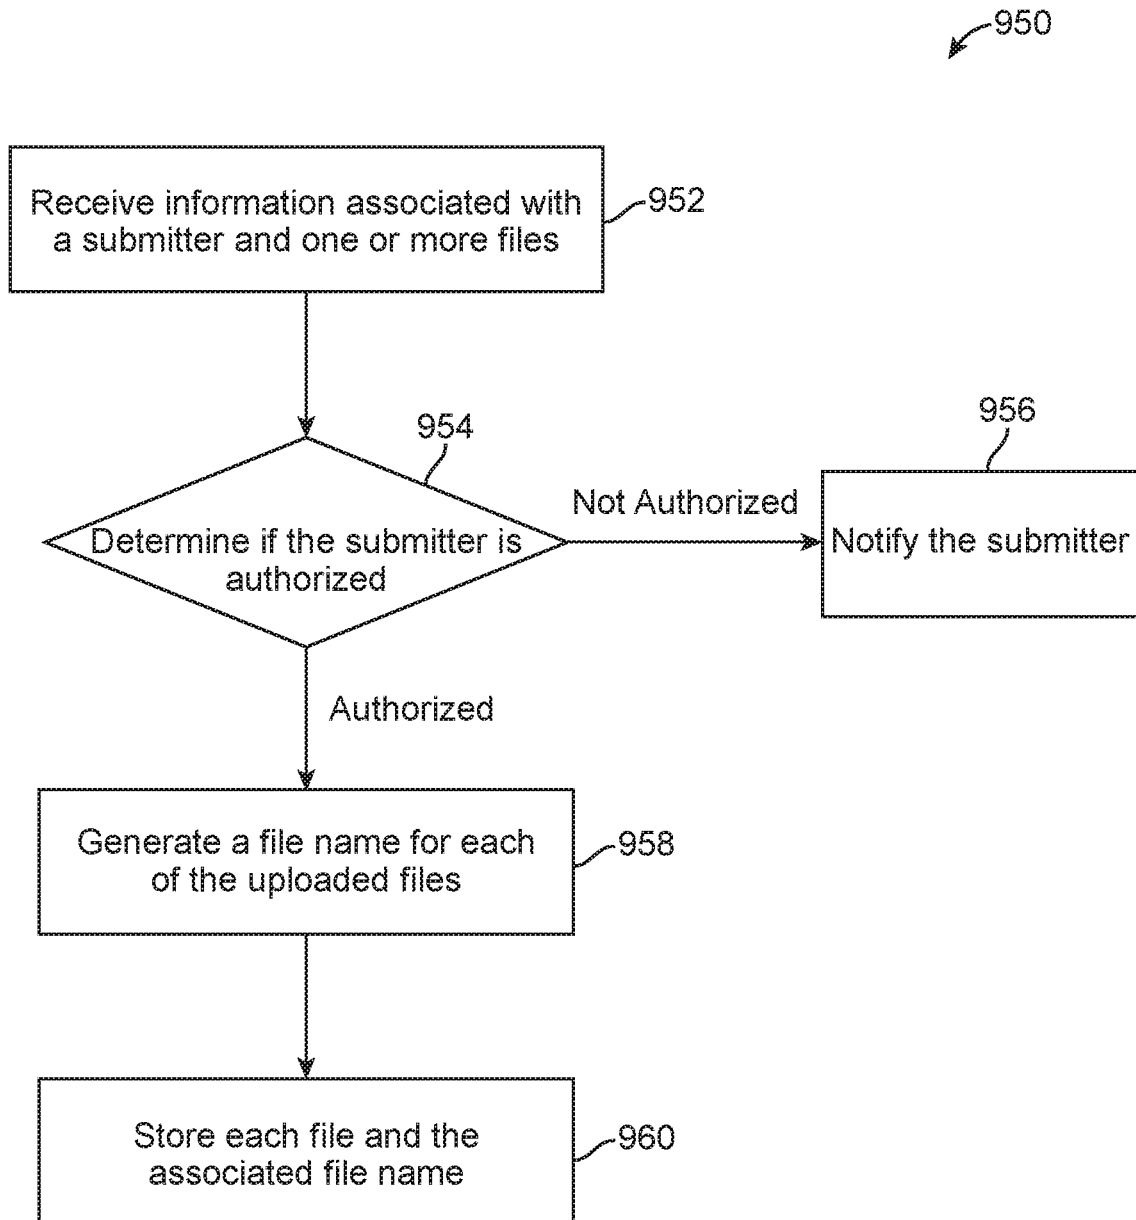 950
Receive information associated with
a submitter and one or more files
952
954
Determine if the submitter is
authorized
Not Authorized
956
Notify the submitter
Authorized
Generate a file name for each
of the uploaded files
958
Store each file and the
associated file name
960